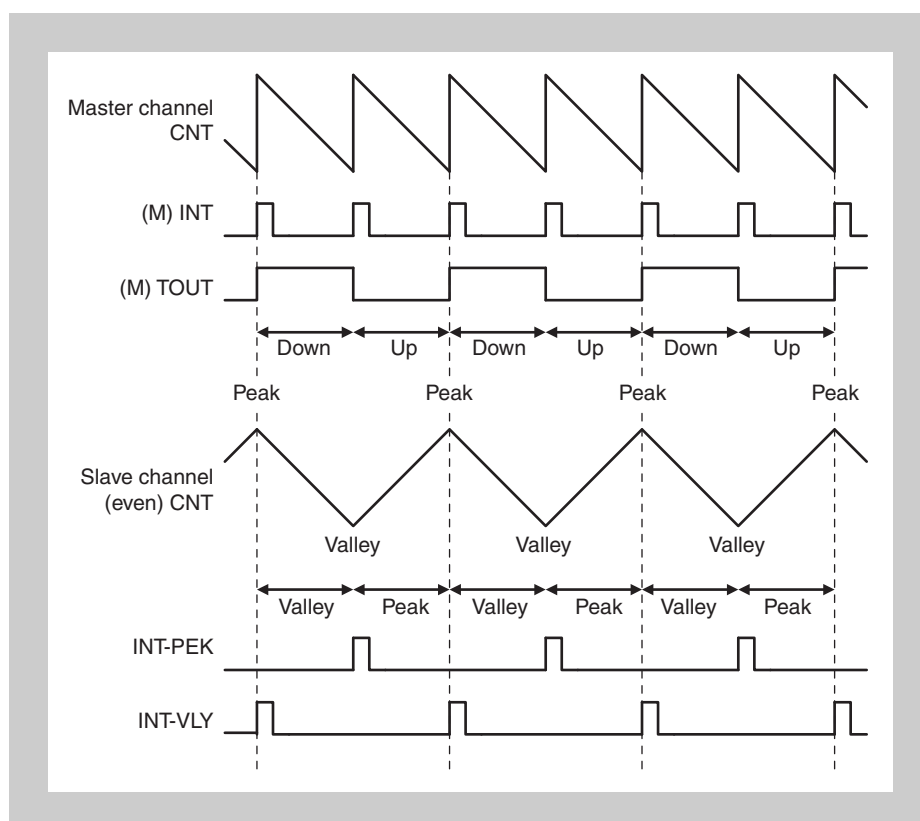 Master channel
CNT
(M) INT
(M) TOUT
Down Up Down Up Down Up
Peak Peak Peak Peak
Slave channel
(even) CNT
Valley Valley Valley
Valley Peak Valley Peak Valley Peak
INT-PEK
INT-VLY